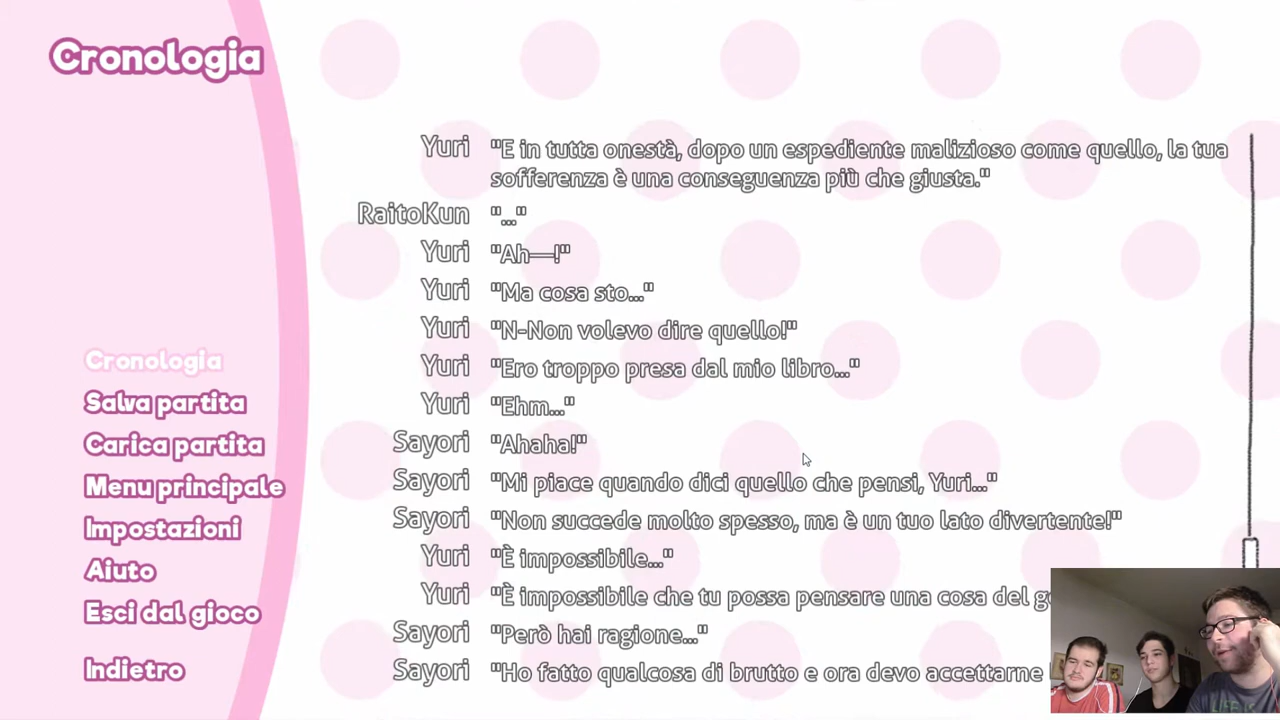 Cronologia
Yuri "E in tutta onestà, dopo un espediente malizioso come quello, la tua
sofferenza è una conseguenza più che giusta."
RaitoKun "..."
Yuri "Ah—!"
Yuri "Ma cosa sto..."
Yuri "N-Non volevo dire quello!"
Yuri "Ero troppo presa dal mio libro..."
Yuri "Ehm..."
Sayori "Ahaha!"
Sayori "Mi piace quando dici quello che pensi, Yuri..."
Sayori "Non succede molto spesso, ma è un tuo lato divertente!"
Yuri "È impossibile..."
Yuri "È impossibile che tu possa pensare una cosa del
Sayori "Però hai ragione..."
Sayori "Ho fatto qualcosa di brutto e ora devo accettarne
Cronologia
Salva partita
Carica partita
Menu principale
Impostazioni
Aiuto
Esci dal gioco
Indietro
LIFE IS